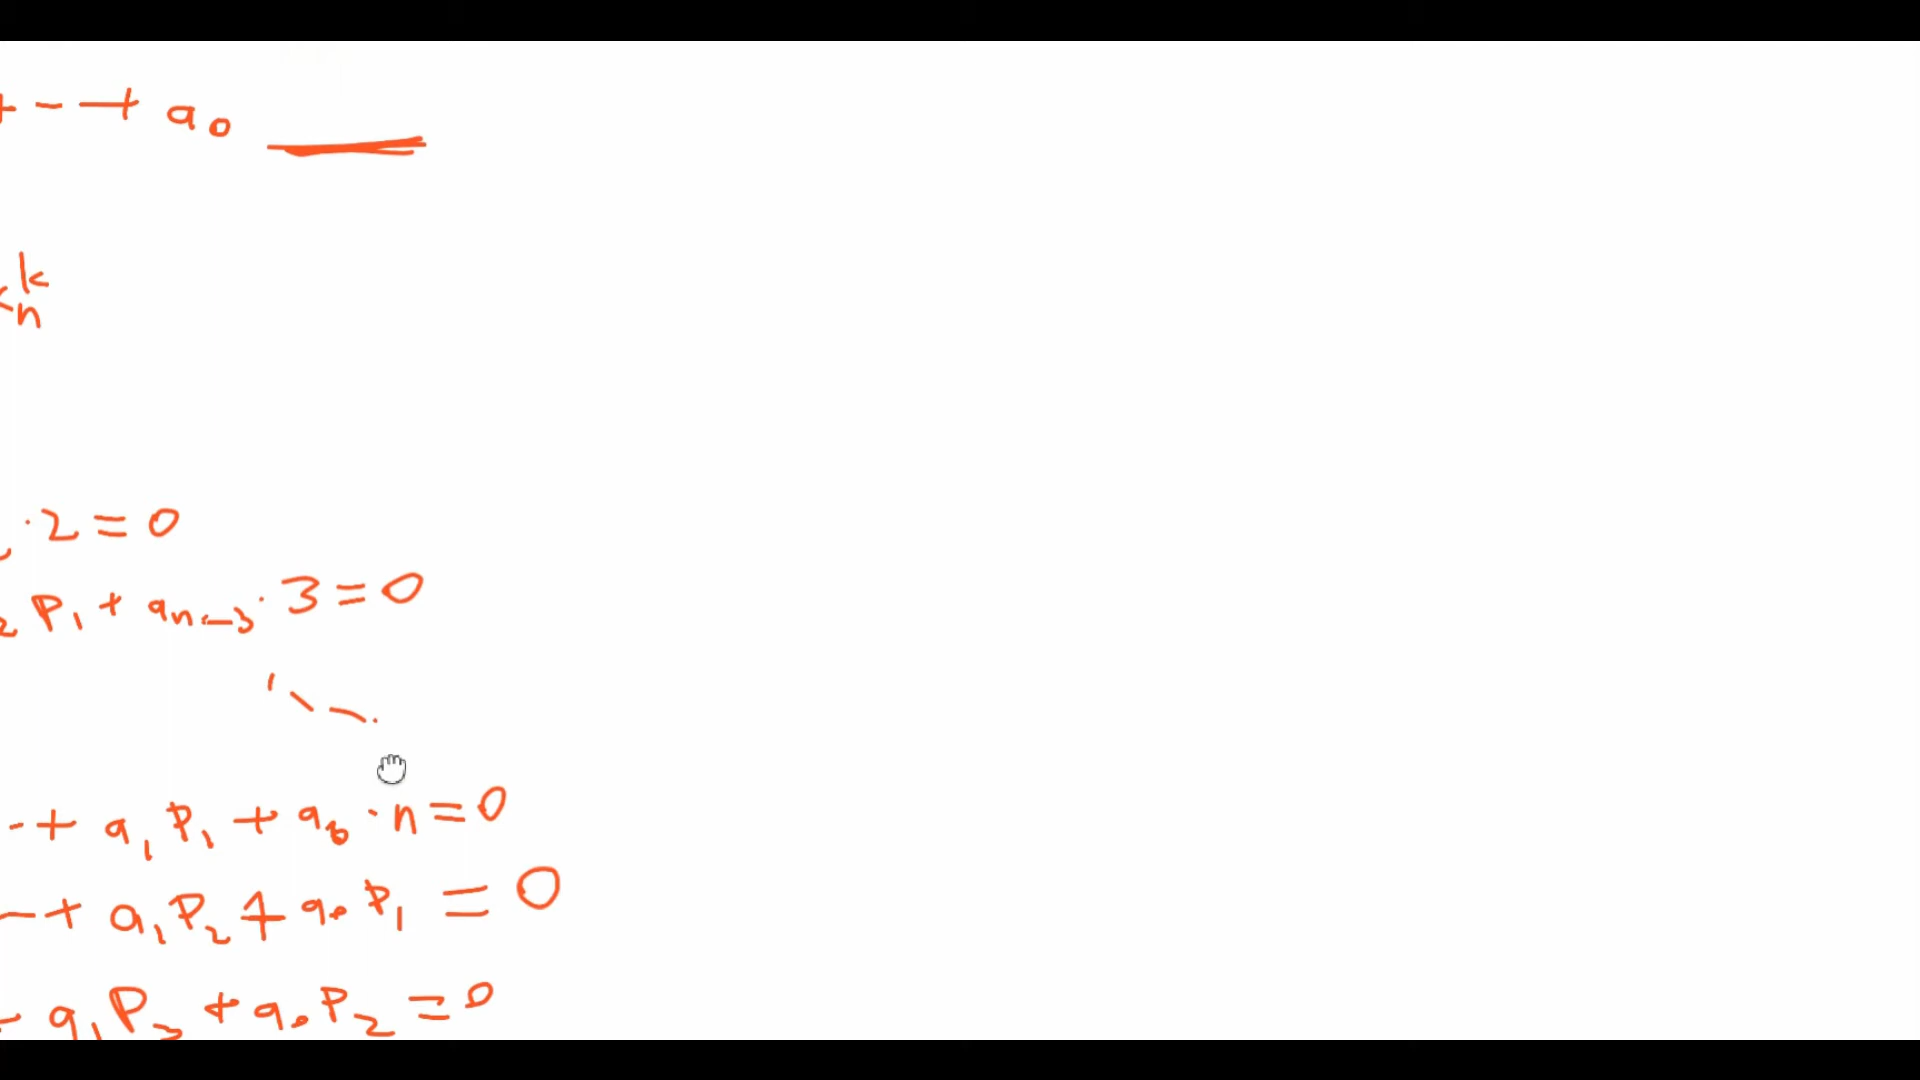 + - - + a₀
k
n
· 2 = 0
P₁ + aₙ₋₃ · 3 = 0
- + a₁ P₁ + a₀ · n = 0
- + a₁ P₂ + a₀ P₁ = 0
a₁ P₃ + a₀ P₂ = 0